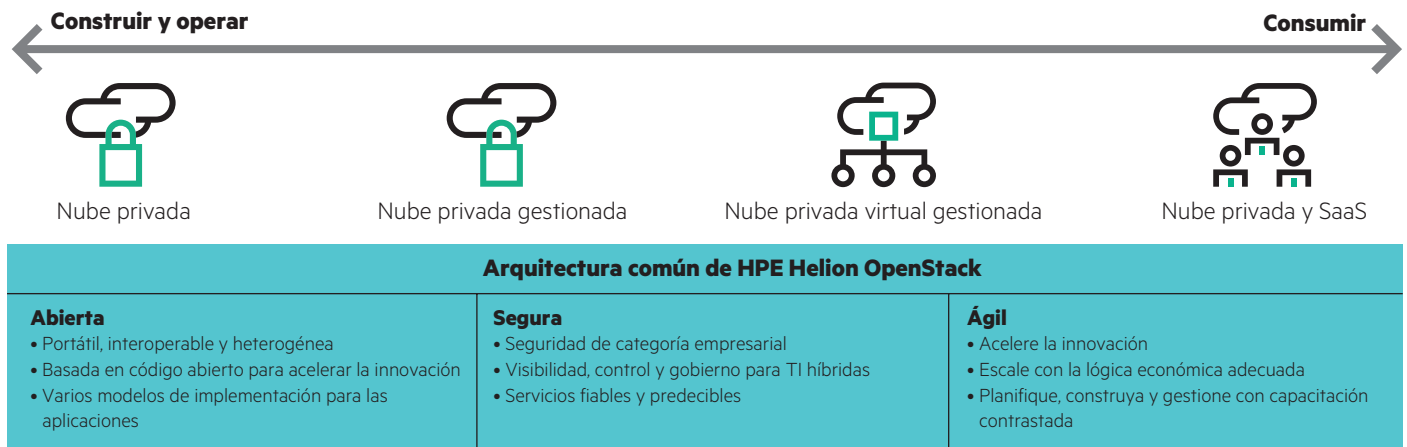 Construir y operar
Consumir
Nube privada
Nube privada gestionada
Nube privada virtual gestionada
Nube privada y SaaS
Arquitectura común de HPE Helion OpenStack
Abierta
• Portátil, interoperable y heterogénea
• Basada en código abierto para acelerar la innovación
• Varios modelos de implementación para las
aplicaciones
Segura
• Seguridad de categoría empresarial
• Visibilidad, control y gobierno para TI híbridas
• Servicios fiables y predecibles
Ágil
• Acelere la innovación
• Escale con la lógica económica adecuada
• Planifique, construya y gestione con capacitación
contrastada